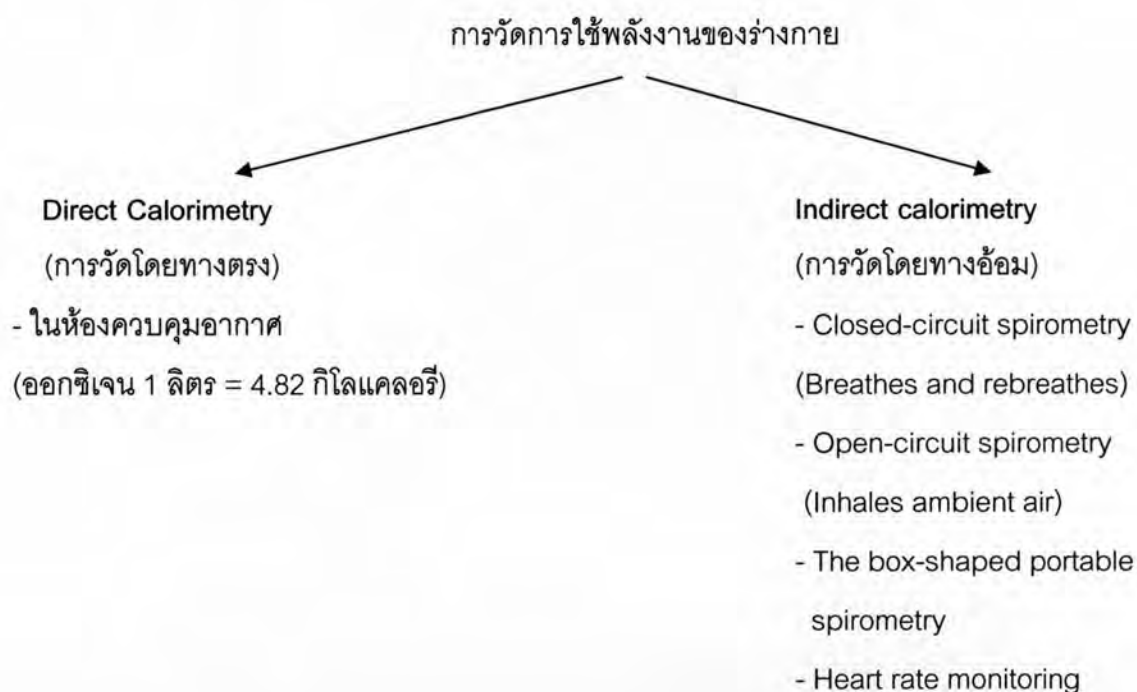 การวัดการใช้พลังงานของร่างกาย
Direct Calorimetry
(การวัดโดยทางตรง)
- ในห้องควบคุมอากาศ
(ออกซิเจน 1 ลิตร = 4.82 กิโลแคลอรี)
Indirect calorimetry
(การวัดโดยทางอ้อม)
- Closed-circuit spirometry
(Breathes and rebreathes)
- Open-circuit spirometry
(Inhales ambient air)
- The box-shaped portable
spirometry
- Heart rate monitoring